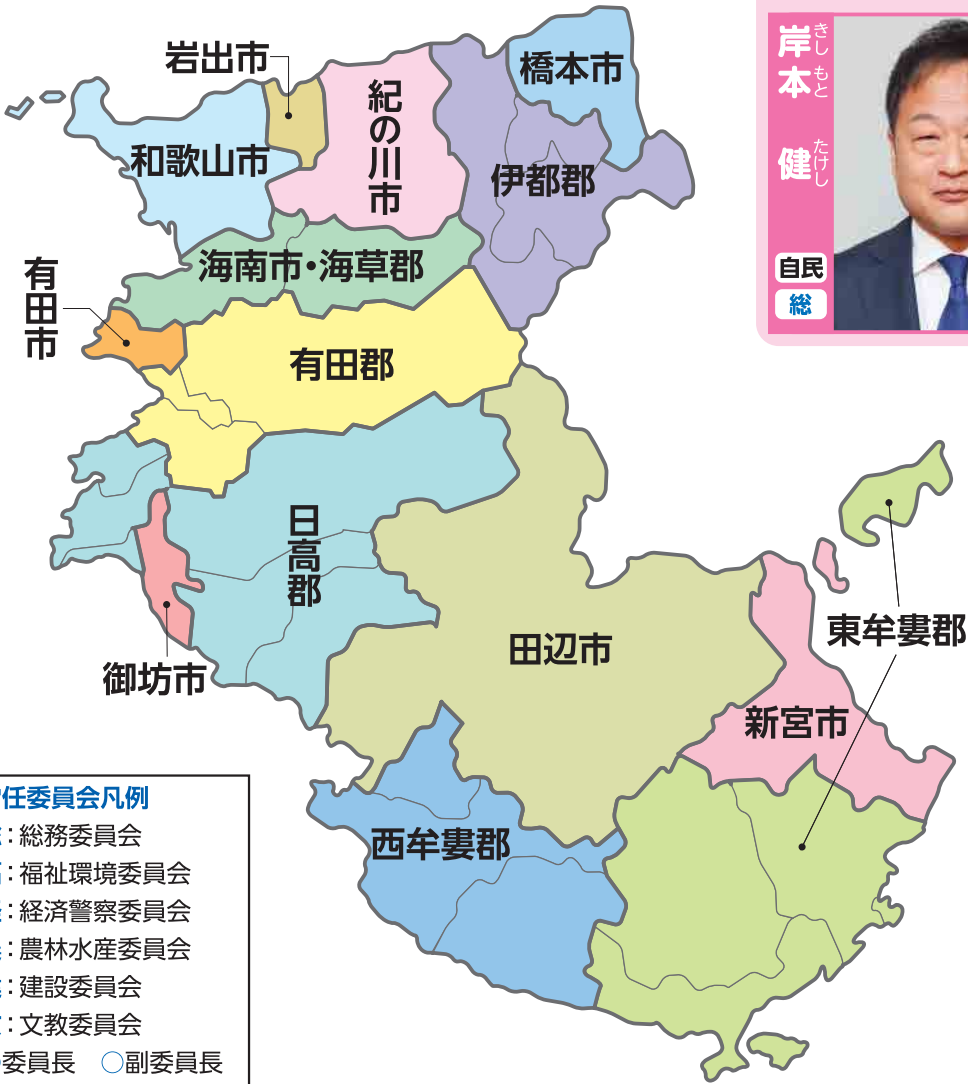 岩出市
橋本市
紀の川市
和歌山市
伊都郡
海南市・海草郡
有田市
有田郡
日高郡
御坊市
田辺市
東牟婁郡
新宮市
西牟婁郡
岸本 健
きし もと たけし
自民
総
任委員会凡例
：総務委員会
：福祉環境委員会
：経済警察委員会
：農林水産委員会
：建設委員会
：文教委員会
委員長 ○副委員長